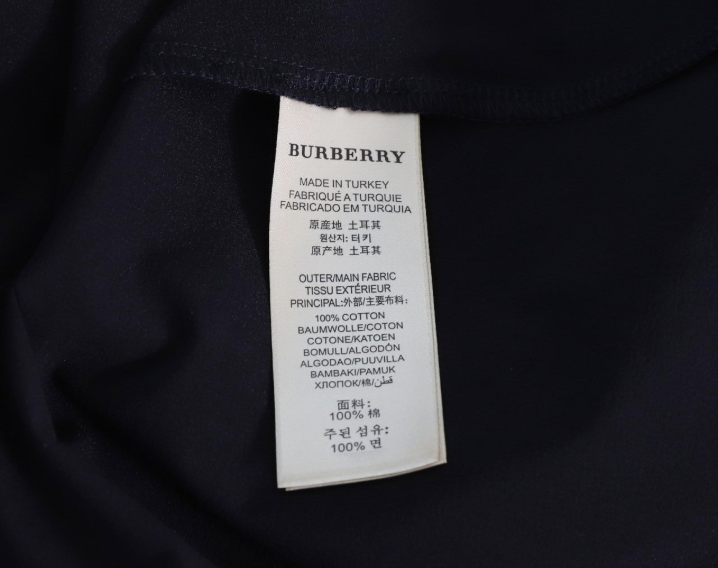 BURBERRY
MADE IN TURKEY
FABRIQUÉ A TURQUIE
FABRICADO EM TURQUIA
原産地 土耳其
원산지: 터키
原产地 土耳其
OUTER/MAIN FABRIC
TISSU EXTÉRIEUR
PRINCIPAL:外部/主要布料:
100% COTTON
BAUMWOLLE/COTON
COTONE/KATOEN
BOMULL/ALGODÓN
ALGODAO/PUUVILLA
BAMBAKI/PAMUK
ХЛОПОК/棉/قطن
面料:
100% 棉
주된 섬유:
100% 면